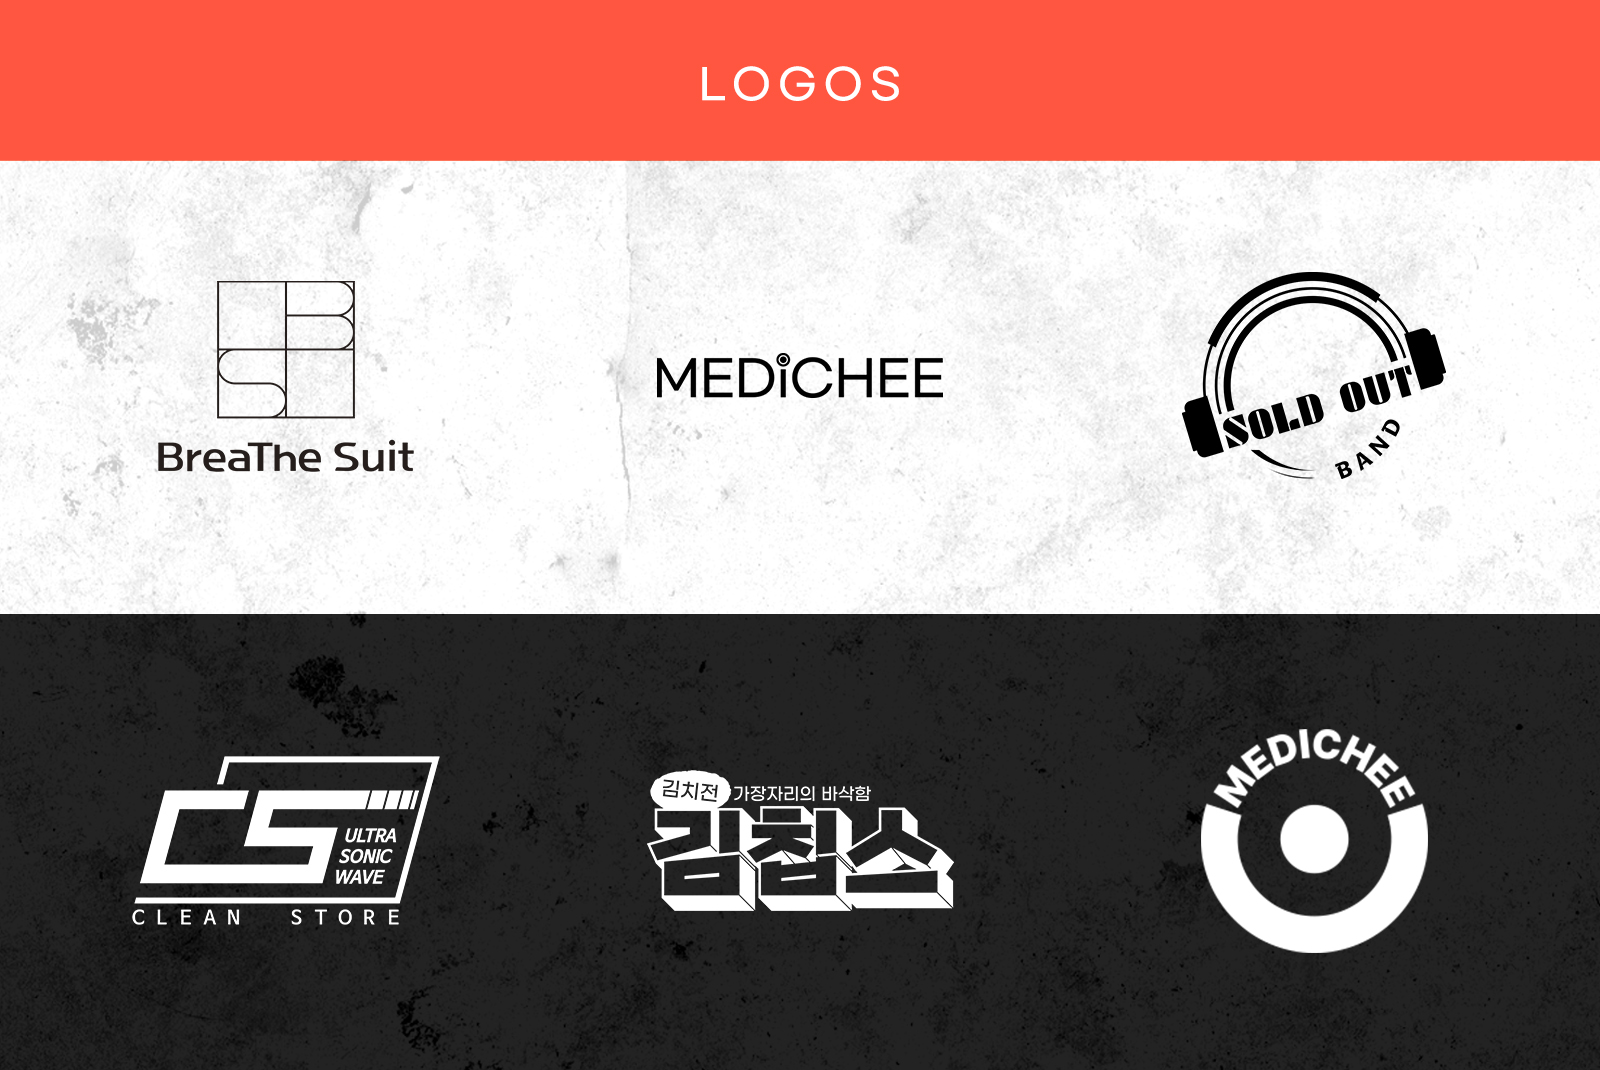 LOGOS
BreaThe Suit
MEDiCHEE
SOLD OUT
BAND
CS
ULTRA
SONIC
WAVE
CLEAN STORE
김치전 가장자리의 바삭함
김칩스
MEDICHEE